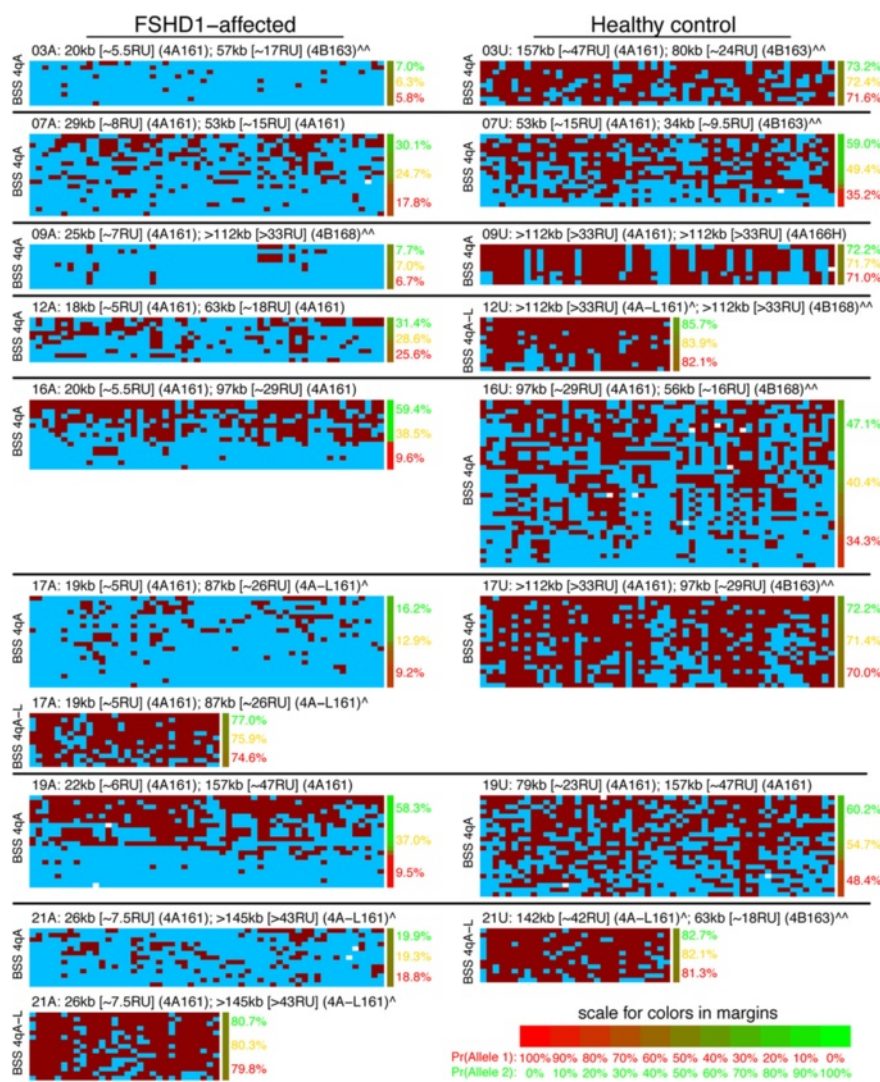 FSHD1-affected
Healthy control
03A: 20kb [~5.5RU] (4A161); 57kb [~17RU] (4B163)^^
BSS 4qA
7.0%
6.3%
5.8%
03U: 157kb [~47RU] (4A161); 80kb [~24RU] (4B163)^^
BSS 4qA
73.2%
72.4%
71.6%
07A: 29kb [~8RU] (4A161); 53kb [~15RU] (4A161)
BSS 4qA
30.1%
24.7%
17.8%
07U: 53kb [~15RU] (4A161); 34kb [~9.5RU] (4B163)^^
BSS 4qA
59.0%
49.4%
35.2%
09A: 25kb [~7RU] (4A161); >112kb [>33RU] (4B168)^^
BSS 4qA
7.7%
7.0%
6.7%
09U: >112kb [>33RU] (4A161); >112kb [>33RU] (4A166H)
BSS 4qA
72.2%
71.7%
71.0%
12A: 18kb [~5RU] (4A161); 63kb [~18RU] (4A161)
BSS 4qA
31.4%
28.6%
25.6%
12U: >112kb [>33RU] (4A-L161)^; >112kb [>33RU] (4B168)^^
BSS 4qA-L
85.7%
83.9%
82.1%
16A: 20kb [~5.5RU] (4A161); 97kb [~29RU] (4A161)
BSS 4qA
59.4%
38.5%
9.6%
16U: 97kb [~29RU] (4A161); 56kb [~16RU] (4B168)^^
BSS 4qA
47.1%
40.4%
34.3%
17A: 19kb [~5RU] (4A161); 87kb [~26RU] (4A-L161)^
BSS 4qA
16.2%
12.9%
9.2%
17U: >112kb [>33RU] (4A161); 97kb [~29RU] (4B163)^^
BSS 4qA
72.2%
71.4%
70.0%
17A: 19kb [~5RU] (4A161); 87kb [~26RU] (4A-L161)^
BSS 4qA-L
77.0%
75.9%
74.6%
19A: 22kb [~6RU] (4A161); 157kb [~47RU] (4A161)
BSS 4qA
58.3%
37.0%
9.5%
19U: 79kb [~23RU] (4A161); 157kb [~47RU] (4A161)
BSS 4qA
60.2%
54.7%
48.4%
21A: 26kb [~7.5RU] (4A161); >145kb [>43RU] (4A-L161)^
BSS 4qA
19.9%
19.3%
18.8%
21U: 142kb [~42RU] (4A-L161)^; 63kb [~18RU] (4B163)^^
BSS 4qA-L
82.7%
82.1%
81.3%
21A: 26kb [~7.5RU] (4A161); >145kb [>43RU] (4A-L161)^
BSS 4qA-L
80.7%
80.3%
79.8%
scale for colors in margins
Pr(Allele 1): 100% 90% 80% 70% 60% 50% 40% 30% 20% 10% 0%
Pr(Allele 2): 0% 10% 20% 30% 40% 50% 60% 70% 80% 90% 100%